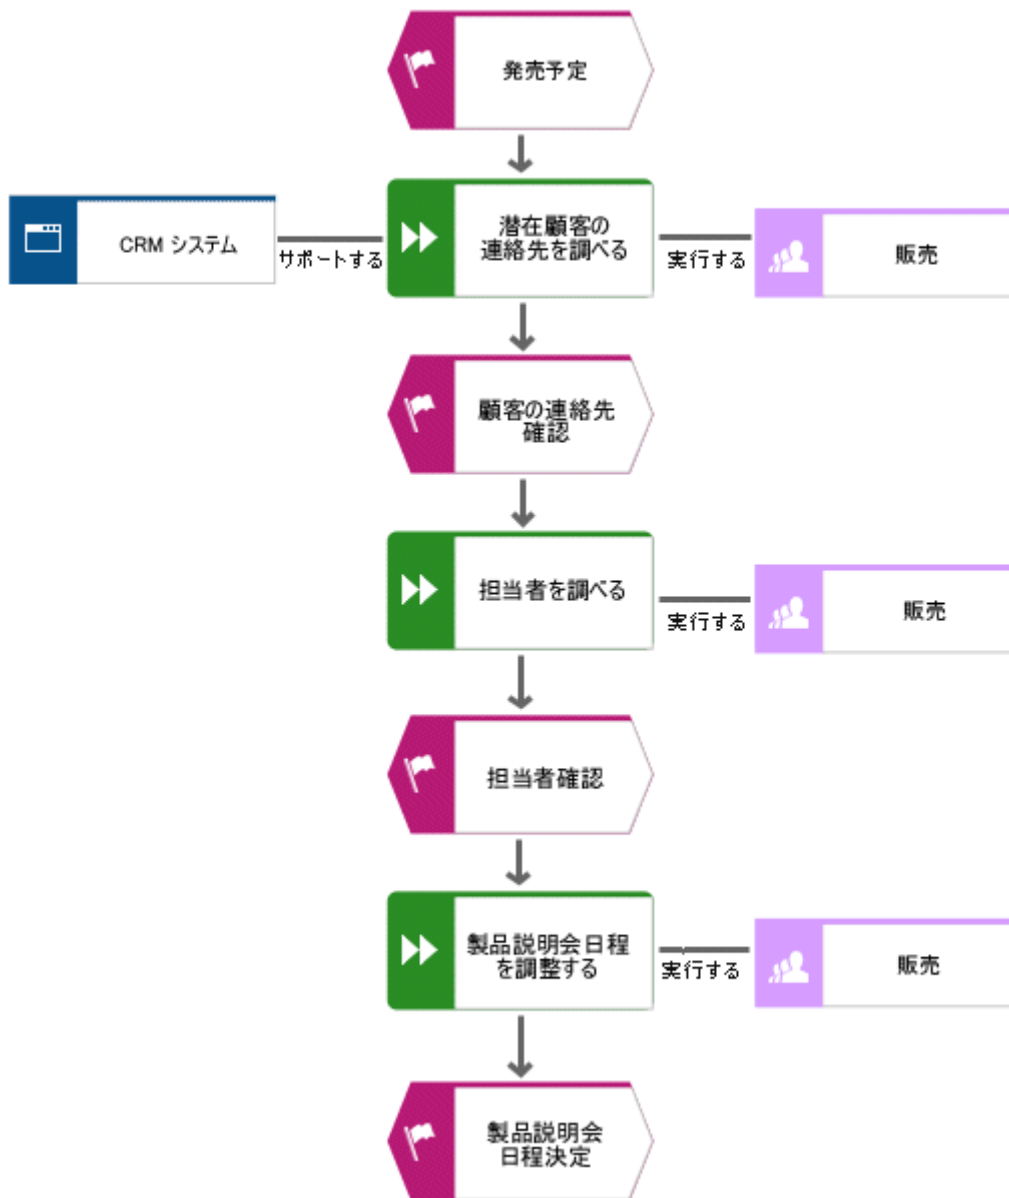 発売予定
CRM システム
サポートする
潜在顧客の
連絡先を調べる
実行する
販売
顧客の連絡先
確認
担当者を調べる
実行する
販売
担当者確認
製品説明会日程
を調整する
実行する
販売
製品説明会
日程決定